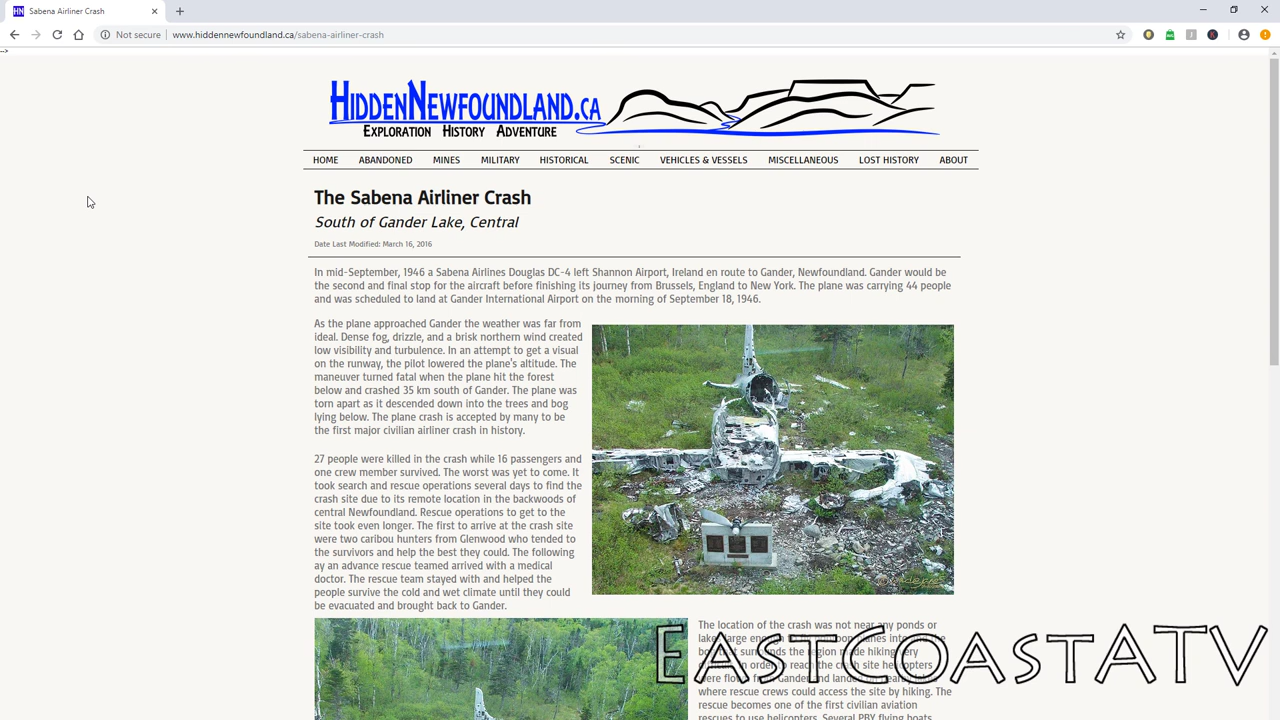 Sabena Airliner Crash
Not secure | www.hiddennewfoundland.ca/sabena-airliner-crash
-->
HiddenNewfoundland.ca
Exploration History Adventure
HOME ABANDONED MINES MILITARY HISTORICAL SCENIC VEHICLES & VESSELS MISCELLANEOUS LOST HISTORY ABOUT
The Sabena Airliner Crash
South of Gander Lake, Central
Date Last Modified: March 16, 2016
In mid-September, 1946 a Sabena Airlines Douglas DC-4 left Shannon Airport, Ireland en route to Gander, Newfoundland. Gander would be
the second and final stop for the aircraft before finishing its journey from Brussels, England to New York. The plane was carrying 44 people
and was scheduled to land at Gander International Airport on the morning of September 18, 1946.
As the plane approached Gander the weather was far from
ideal. Dense fog, drizzle, and a brisk northern wind created
low visibility and turbulence. In an attempt to get a visual
on the runway, the pilot lowered the plane's altitude. The
maneuver turned fatal when the plane hit the forest
below and crashed 35 km south of Gander. The plane was
torn apart as it descended down into the trees and bog
lying below. The plane crash is accepted by many to be
the first major civilian airliner crash in history.
27 people were killed in the crash while 16 passengers and
one crew member survived. The worst was yet to come. It
took search and rescue operations several days to find the
crash site due to its remote location in the backwoods of
central Newfoundland. Rescue operations to get to the
site took even longer. The first to arrive at the crash site
were two caribou hunters from Glenwood who tended to
the survivors and help the best they could. The following
ay an advance rescue teamed arrived with a medical
doctor. The rescue team stayed with and helped the
people survive the cold and wet climate until they could
be evacuated and brought back to Gander.
The location of the crash was not near any ponds or
where rescue crews could access the site by hiking. The
rescue becomes one of the first civilian aviation
rescues to use helicopters. Several PBY flying boats
EastCoastATV